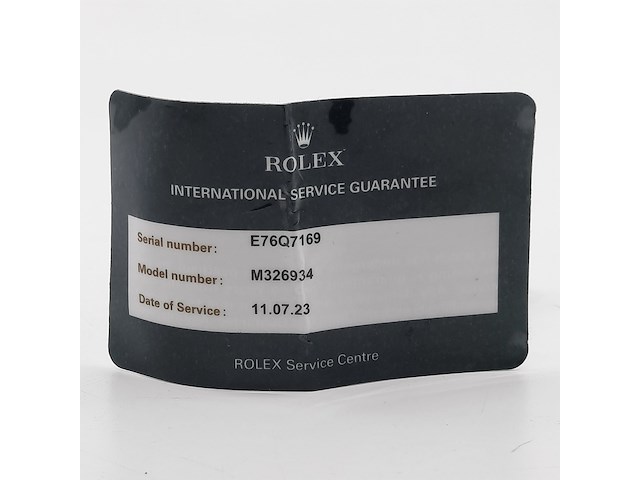 ROLEX
INTERNATIONAL SERVICE GUARANTEE
Serial number: E76Q7169
Model number: M326934
Date of Service: 11.07.23
ROLEX Service Centre